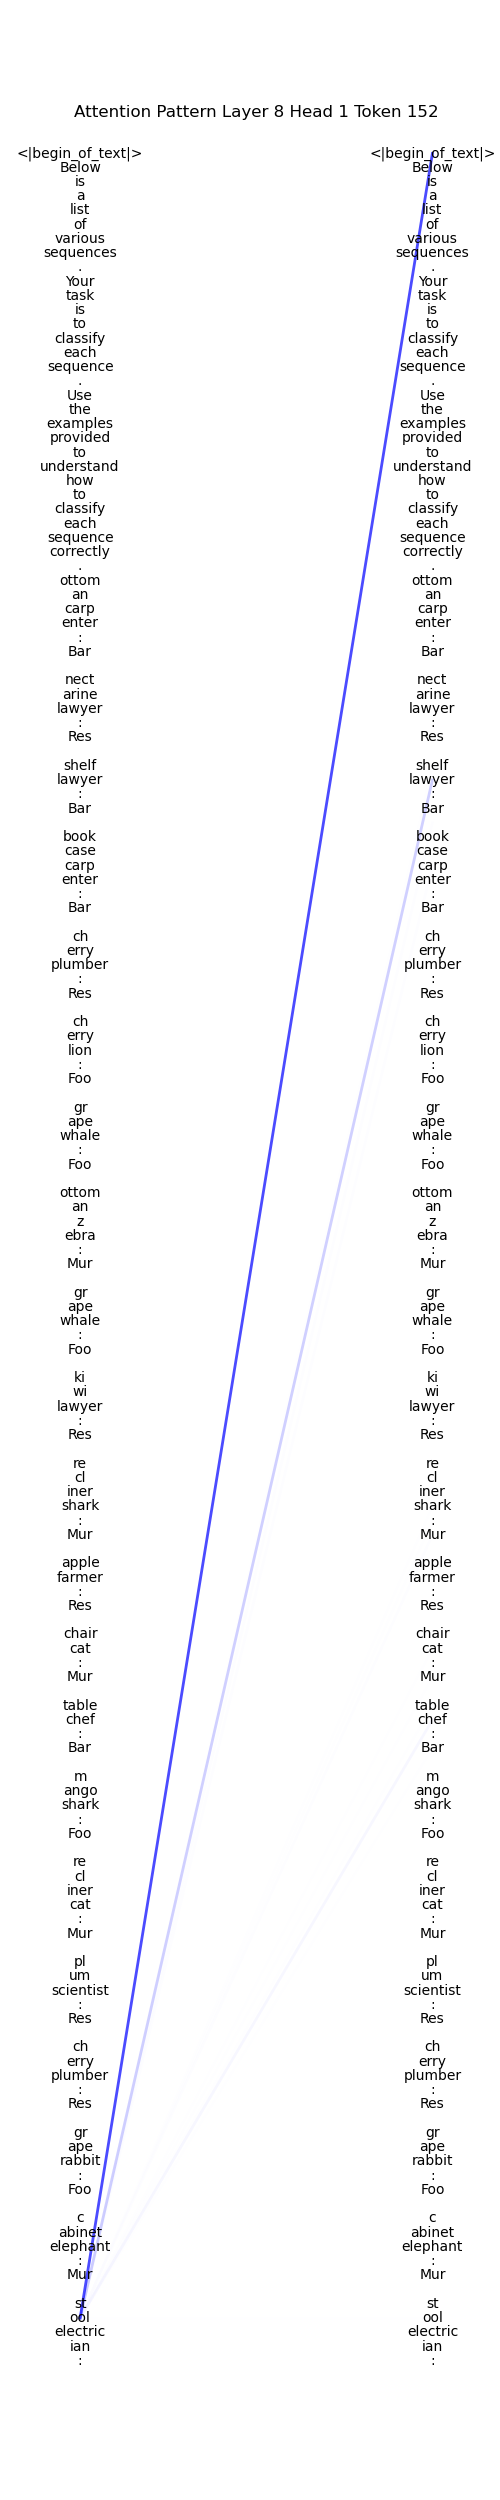 Attention Pattern Layer 8 Head 1 Token 152
<|begin_of_text|>
Below
is
a
list
of
various
sequences
.
Your
task
is
to
classify
each
sequence
.
Use
the
examples
provided
to
understand
how
to
classify
each
sequence
correctly
.
ottom
an
carp
enter
:
Bar
nect
arine
lawyer
:
Res
shelf
lawyer
:
Bar
book
case
carp
enter
:
Bar
ch
erry
plumber
:
Res
ch
erry
lion
:
Foo
gr
ape
whale
:
Foo
ottom
an
z
ebra
:
Mur
gr
ape
whale
:
Foo
ki
wi
lawyer
:
Res
re
cl
iner
shark
:
Mur
apple
farmer
:
Res
chair
cat
:
Mur
table
chef
:
Bar
m
ango
shark
:
Foo
re
cl
iner
cat
:
Mur
pl
um
scientist
:
Res
ch
erry
plumber
:
Res
gr
ape
rabbit
:
Foo
c
abinet
elephant
:
Mur
st
ool
electric
ian
:
<|begin_of_text|>
Below
is
a
list
of
various
sequences
.
Your
task
is
to
classify
each
sequence
.
Use
the
examples
provided
to
understand
how
to
classify
each
sequence
correctly
.
ottom
an
carp
enter
:
Bar
nect
arine
lawyer
:
Res
shelf
lawyer
:
Bar
book
case
carp
enter
:
Bar
ch
erry
plumber
:
Res
ch
erry
lion
:
Foo
gr
ape
whale
:
Foo
ottom
an
z
ebra
:
Mur
gr
ape
whale
:
Foo
ki
wi
lawyer
:
Res
re
cl
iner
shark
:
Mur
apple
farmer
:
Res
chair
cat
:
Mur
table
chef
:
Bar
m
ango
shark
:
Foo
re
cl
iner
cat
:
Mur
pl
um
scientist
:
Res
ch
erry
plumber
:
Res
gr
ape
rabbit
:
Foo
c
abinet
elephant
:
Mur
st
ool
electric
ian
: